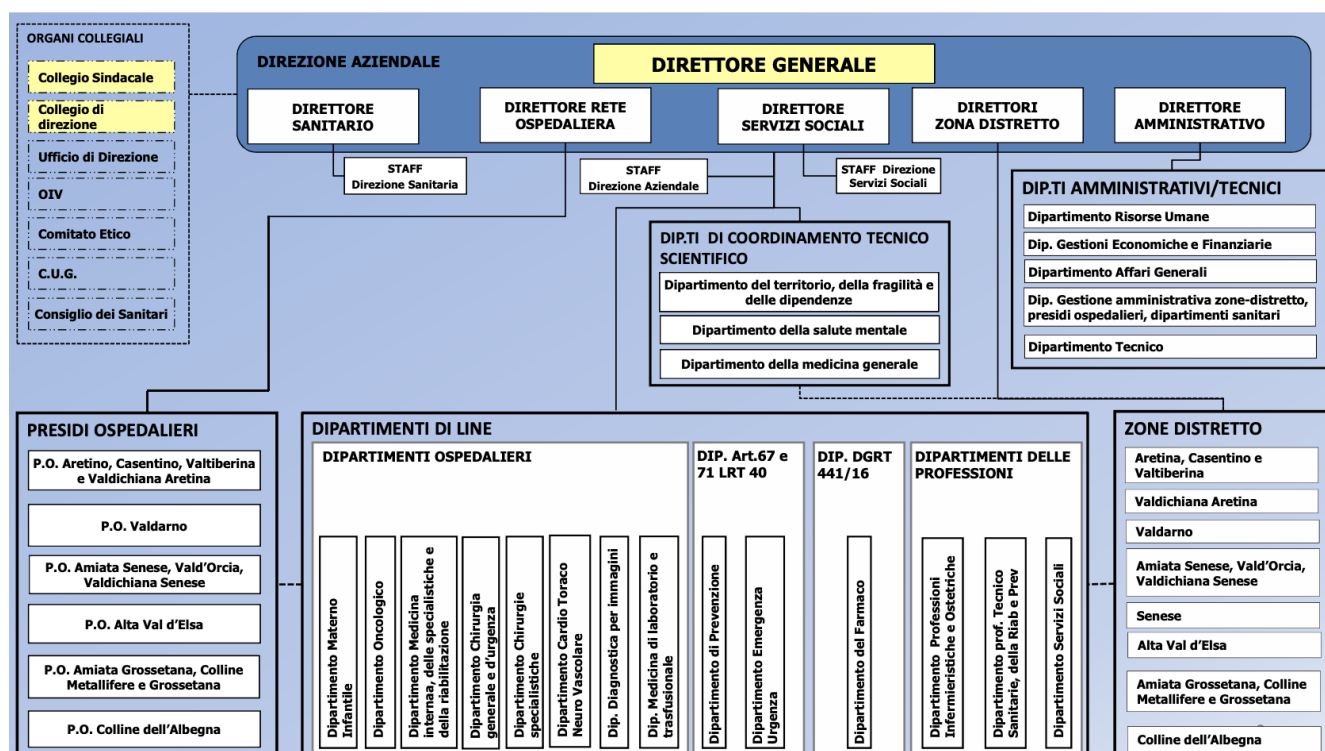 ORGANI COLLEGIALI
Collegio Sindacale
Collegio di
direzione
Ufficio di Direzione
OIV
Comitato Etico
C.U.G.
Consiglio dei Sanitari
DIREZIONE AZIENDALE
DIRETTORE GENERALE
DIRETTORE
SANITARIO
DIRETTORE RETE
OSPEDALIERA
DIRETTORE
SERVIZI SOCIALI
DIRETTORI
ZONA DISTRETTO
DIRETTORE
AMMINISTRATIVO
STAFF
Direzione Sanitaria
STAFF
Direzione Aziendale
STAFF Direzione
Servizi Sociali
DIP.TI DI COORDINAMENTO TECNICO
SCIENTIFICO
Dipartimento del territorio, della fragilità e
delle dipendenze
Dipartimento della salute mentale
Dipartimento della medicina generale
DIP.TI AMMINISTRATIVI/TECNICI
Dipartimento Risorse Umane
Dip. Gestioni Economiche e Finanziarie
Dipartimento Affari Generali
Dip. Gestione amministrativa zone-distretto,
presidi ospedalieri, dipartimenti sanitari
Dipartimento Tecnico
PRESIDI OSPEDALIERI
P.O. Aretino, Casentino, Valtiberina
e Valdichiana Aretina
P.O. Valdarno
P.O. Amiata Senese, Vald'Orcia,
Valdichiana Senese
P.O. Alta Val d'Elsa
P.O. Amiata Grossetana, Colline
Metallifere e Grossetana
P.O. Colline dell'Albegna
DIPARTIMENTI DI LINE
DIPARTIMENTI OSPEDALIERI
Dipartimento Materno
Infantile
Dipartimento Oncologico
Dipartimento Medicina
internaa, delle specialistiche e
della riabilitazione
Dipartimento Chirurgia
generale e d'urgenza
Dipartimento Chirurgie
specialistiche
Dipartimento Cardio Toraco
Neuro Vascolare
Dip. Diagnostica per immagini
Dip. Medicina di laboratorio e
trasfusionale
DIP. Art.67 e
71 LRT 40
Dipartimento di Prevenzione
Dipartimento Emergenza
Urgenza
DIP. DGRT
441/16
Dipartimento del Farmaco
DIPARTIMENTI DELLE
PROFESSIONI
Dipartimento Professioni
Infermieristiche e Ostetriche
Dipartimento prof. Tecnico
Sanitarie, della Riab e Prev
Dipartimento Servizi Sociali
ZONE DISTRETTO
Aretina, Casentino e
Valtiberina
Valdichiana Aretina
Valdarno
Amiata Senese, Vald'Orcia,
Valdichiana Senese
Senese
Alta Val d'Elsa
Amiata Grossetana, Colline
Metallifere e Grossetana
Colline dell'Albegna